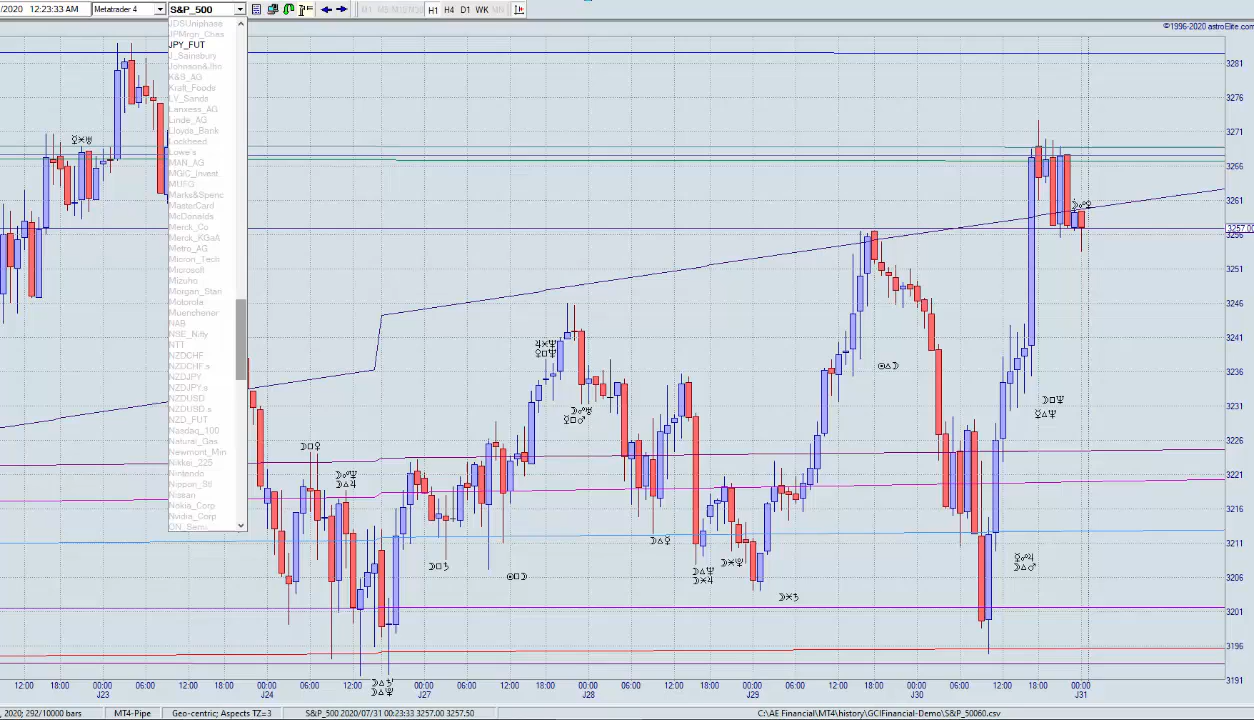 /2020, 12:23:33 AM Metatrader 4 S&P_500 H1 H4 D1 WK MN
©1996-2020 astroElite.com
JDSUniphase
JPMrgn_Chas
JPY_FUT
J_Sainsbury
K&S_AG
Kraft_Foods
Lanxess_AG
Linde_AG
Lloyds_Bank
Lockheed
Lowe's
MAN_AG
MGIC_Invest
MUFG
Marks&Spenc
MasterCard
McDonalds
Merck_Co
Merck_KGaA
Metro_AG
Micron_Tech
Microsoft
Mizuho
Morgan_Stan
Motorola
Muenchener
NAB
NSE_Nifty
NTT
NZDCHF
NZDCHF.s
NZDJPY
NZDJPY.s
NZDUSD
NZDUSD.s
NZD_FUT
Nasdaq_100
Natural_Gas
Newmont_Min
Nikkei_225
Nintendo
Nippon_Stl
Nissan
Nokia_Corp
Nvidia_Corp
3281
3276
3271
3266
3261
3257.00
3256
3251
3246
3241
3236
3231
3226
3221
3216
3211
3206
3201
3196
3191
12:00 18:00 00:00 06:00 12:00 18:00 00:00 06:00 12:00 00:00 06:00 12:00 18:00 00:00 06:00 12:00 18:00 00:00 06:00 12:00 18:00 00:00 06:00 12:00 18:00 00:00
J23 J24 J27 J28 J29 J30 J31
, 2020; 292/10000 bars MT4-Pipe Geo-centric; Aspects TZ=3 S&P_500 2020/07/31 00:23:33 3257.00 3257.50 C:\AE Financial\MT4\history\GCIFinancial-Demo\S&P_50060.csv